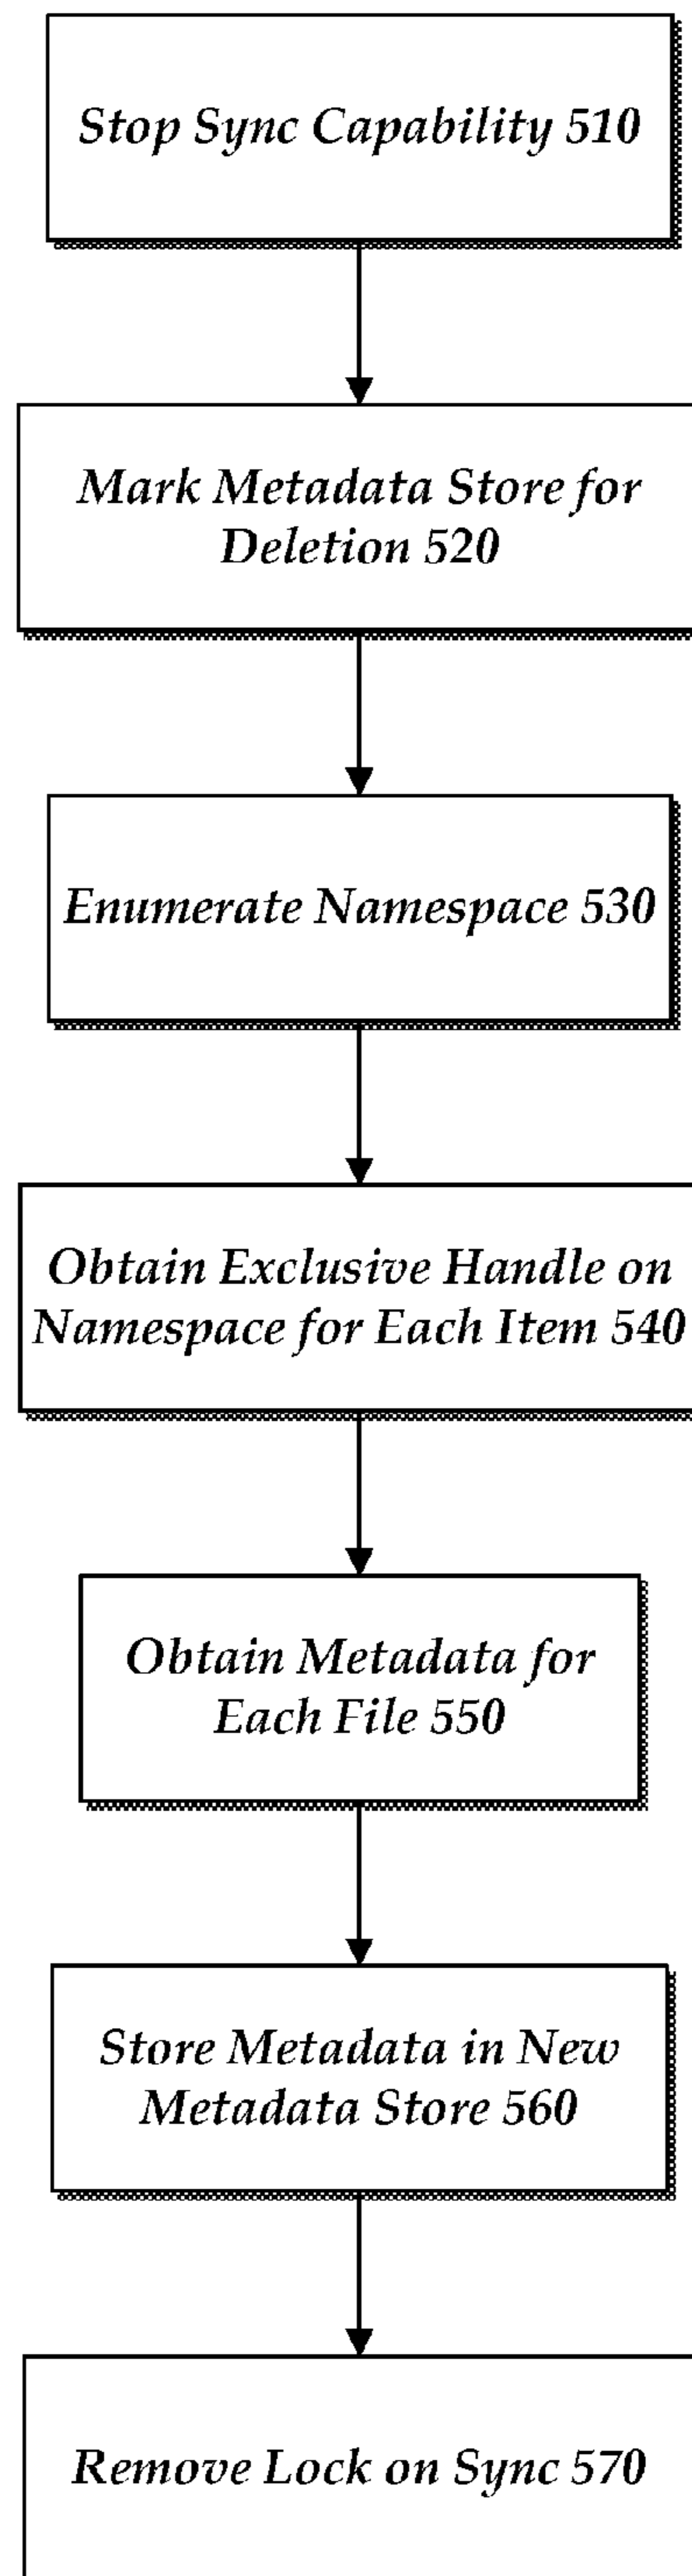 Stop Sync Capability 510
Mark Metadata Store for
Deletion 520
Enumerate Namespace 530
Obtain Exclusive Handle on
Namespace for Each Item 540
Obtain Metadata for
Each File 550
Store Metadata in New
Metadata Store 560
Remove Lock on Sync 570